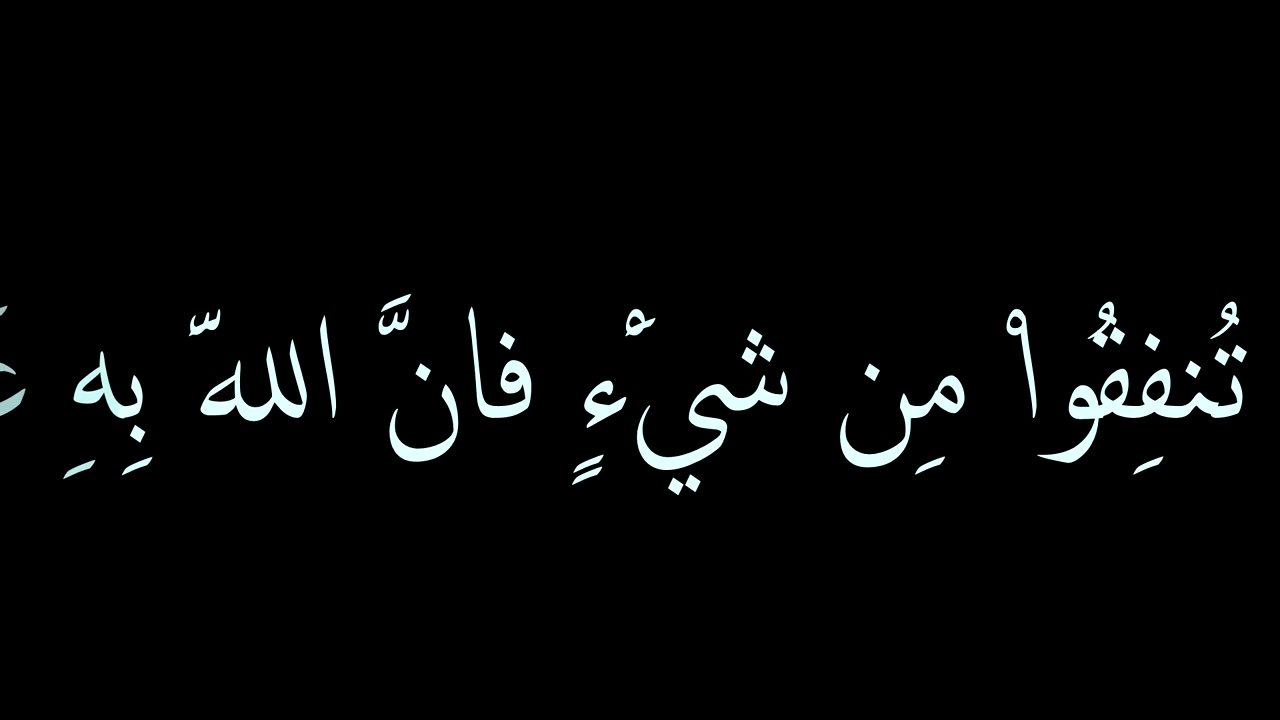 تُنفِقُواْ مِن شيْءٍ فانَّ اللهّ بِهِ